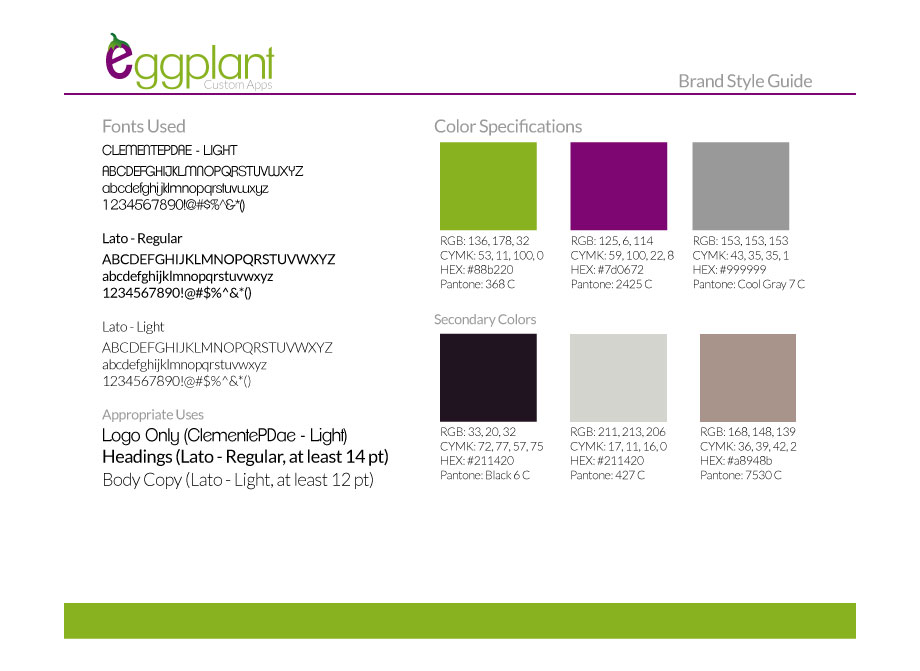 eggplant
Custom Apps
Brand Style Guide
Fonts Used
CLEMENTEPDAE - LIGHT
ABCDEFGHIJKLMNOPQRSTUVWXYZ
abcdefghijklmnopqrstuvwxyz
1234567890!@#$%^&*()
Lato - Regular
ABCDEFGHIJKLMNOPQRSTUVWXYZ
abcdefghijklmnopqrstuvwxyz
1234567890!@#$%^&*()
Lato - Light
ABCDEFGHIJKLMNOPQRSTUVWXYZ
abcdefghijklmnopqrstuvwxyz
1234567890!@#$%^&*()
Appropriate Uses
Logo Only (ClementePDae - Light)
Headings (Lato - Regular, at least 14 pt)
Body Copy (Lato - Light, at least 12 pt)
Color Specifications
RGB: 136, 178, 32
CYMK: 53, 11, 100, 0
HEX: #88b220
Pantone: 368 C
RGB: 125, 6, 114
CYMK: 59, 100, 22, 8
HEX: #7d0672
Pantone: 2425 C
RGB: 153, 153, 153
CYMK: 43, 35, 35, 1
HEX: #999999
Pantone: Cool Gray 7 C
Secondary Colors
RGB: 33, 20, 32
CYMK: 72, 77, 57, 75
HEX: #211420
Pantone: Black 6 C
RGB: 211, 213, 206
CYMK: 17, 11, 16, 0
HEX: #211420
Pantone: 427 C
RGB: 168, 148, 139
CYMK: 36, 39, 42, 2
HEX: #a8948b
Pantone: 7530 C